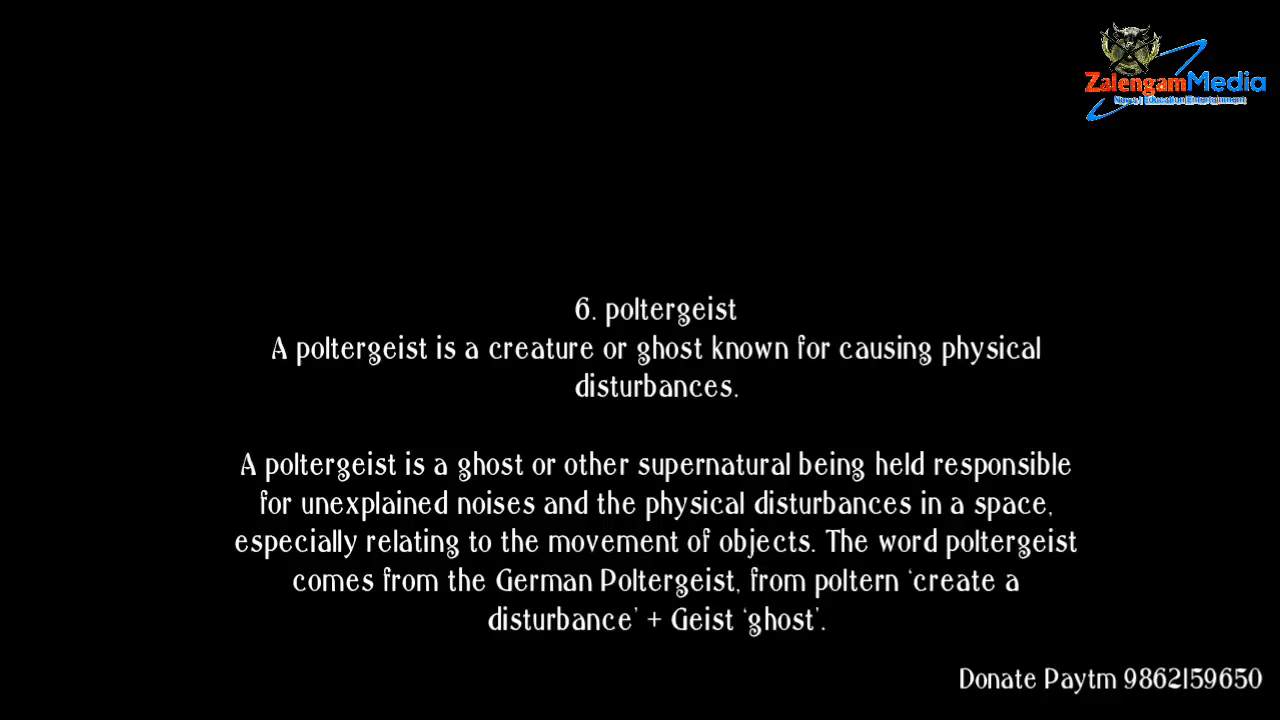 ZalengamMedia
6. poltergeist
A poltergeist is a creature or ghost known for causing physical
disturbances.
A poltergeist is a ghost or other supernatural being held responsible
for unexplained noises and the physical disturbances in a space,
especially relating to the movement of objects. The word poltergeist
comes from the German Poltergeist, from poltern ‘create a
disturbance’ + Geist ‘ghost’.
Donate Paytm 9862159650